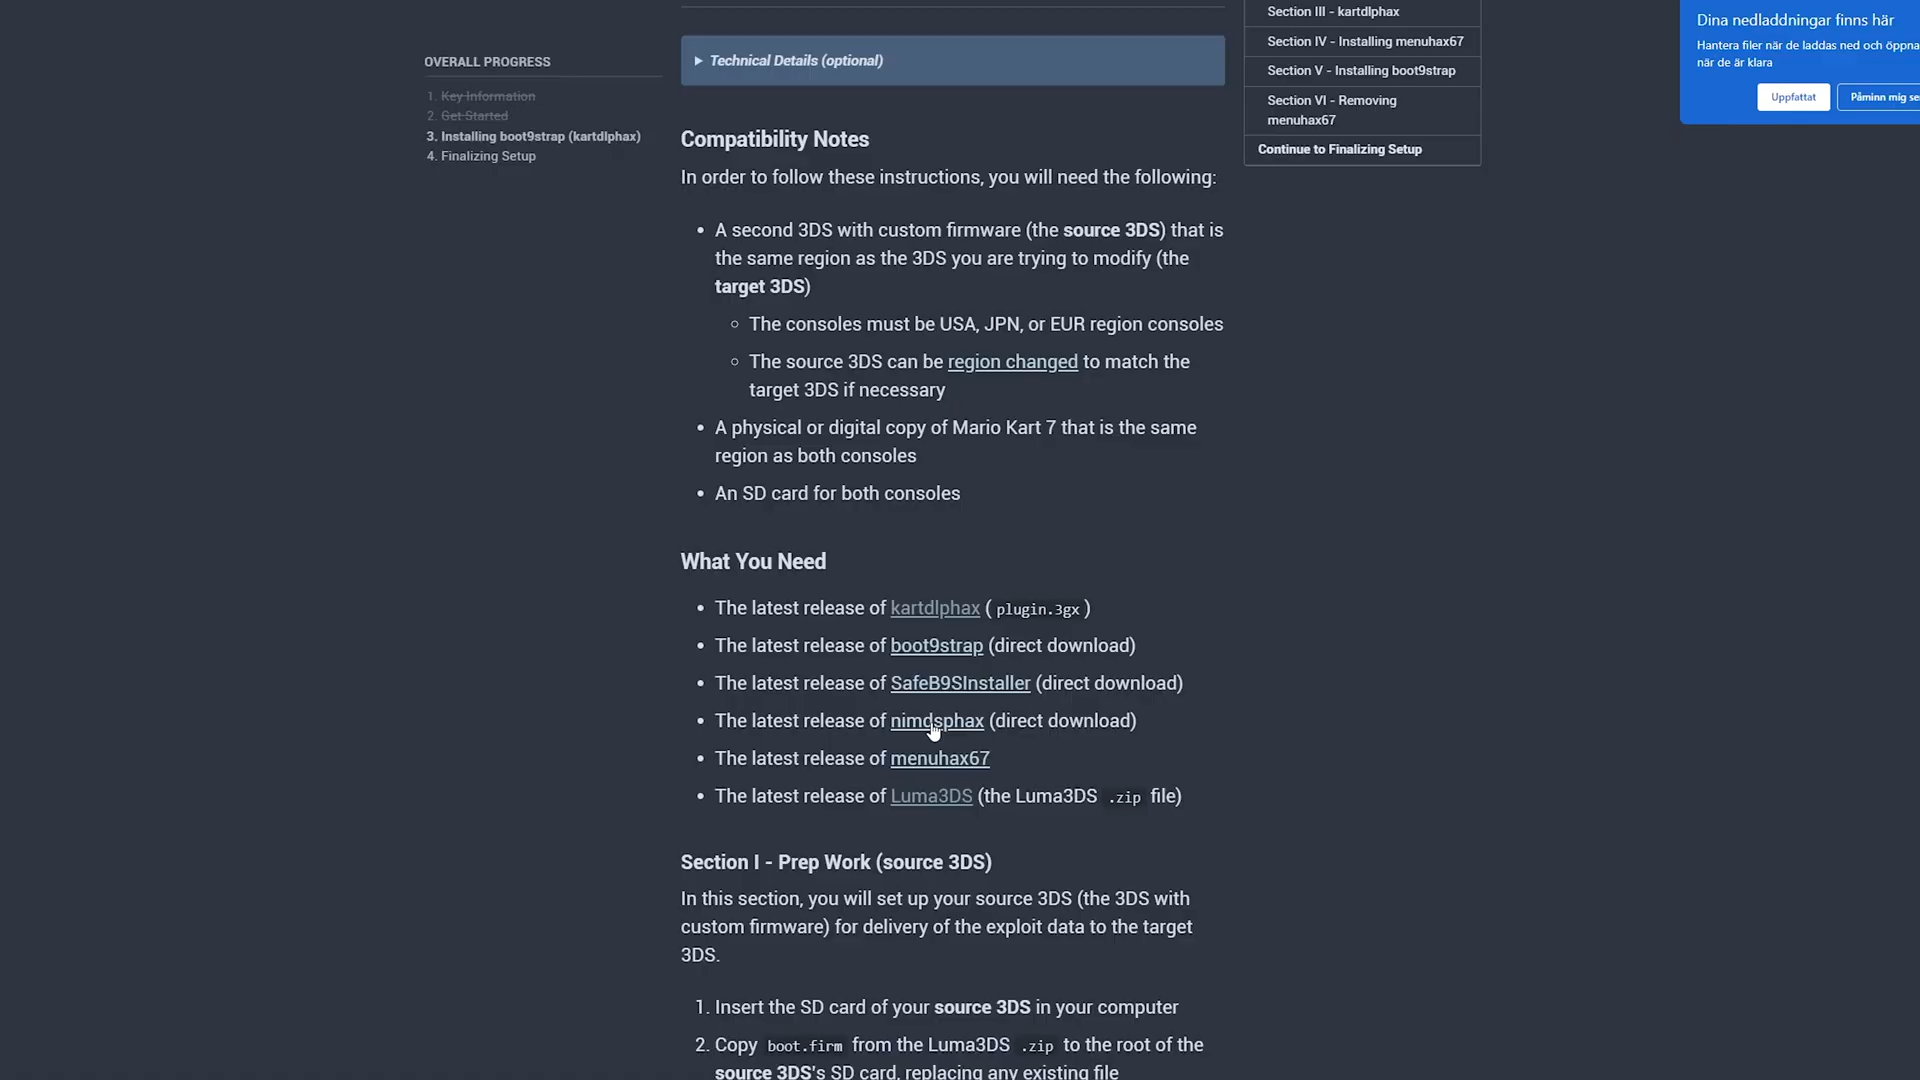 OVERALL PROGRESS
1. Key Information
2. Get Started
3. Installing boot9strap (kartdlphax)
4. Finalizing Setup
▶ Technical Details (optional)
Compatibility Notes
In order to follow these instructions, you will need the following:
• A second 3DS with custom firmware (the source 3DS) that is
the same region as the 3DS you are trying to modify (the
target 3DS)
◦ The consoles must be USA, JPN, or EUR region consoles
◦ The source 3DS can be region changed to match the
target 3DS if necessary
• A physical or digital copy of Mario Kart 7 that is the same
region as both consoles
• An SD card for both consoles
What You Need
• The latest release of kartdlphax ( plugin.3gx )
• The latest release of boot9strap (direct download)
• The latest release of SafeB9SInstaller (direct download)
• The latest release of nimdsphax (direct download)
• The latest release of menuhax67
• The latest release of Luma3DS (the Luma3DS .zip file)
Section I - Prep Work (source 3DS)
In this section, you will set up your source 3DS (the 3DS with
custom firmware) for delivery of the exploit data to the target
3DS.
1. Insert the SD card of your source 3DS in your computer
2. Copy boot.firm from the Luma3DS .zip to the root of the
source 3DS's SD card, replacing any existing file
Section III - kartdlphax
Section IV - Installing menuhax67
Section V - Installing boot9strap
Section VI - Removing
menuhax67
Continue to Finalizing Setup
Dina nedladdningar finns här
Hantera filer när de laddas ned och öppna
när de är klara
Uppfattat
Påminn mig se